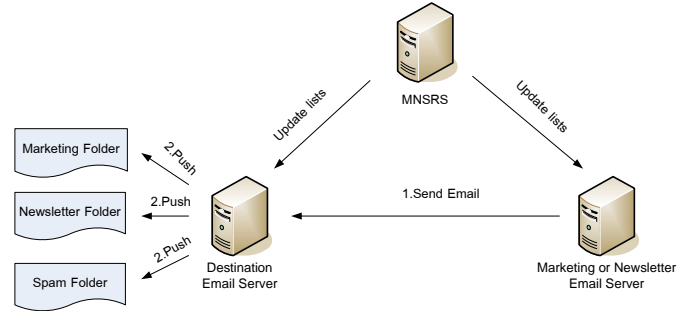 MNSRS
Update lists
Update lists
Marketing Folder
2.Push
Newsletter Folder
2.Push
1.Send Email
2.Push
Spam Folder
Destination
Email Server
Marketing or Newsletter
Email Server